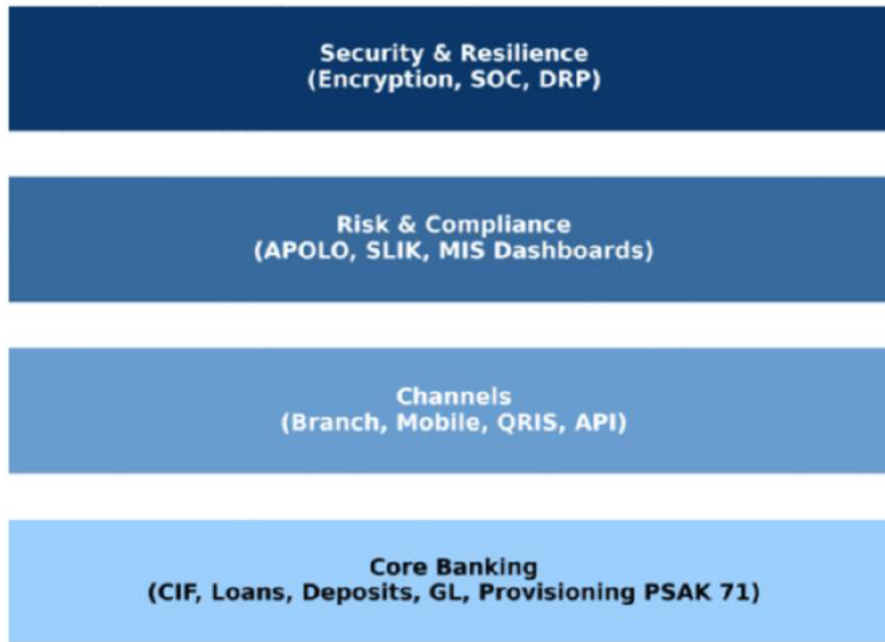 Security & Resilience
(Encryption, SOC, DRP)
Risk & Compliance
(APOLO, SLIK, MIS Dashboards)
Channels
(Branch, Mobile, QRIS, API)
Core Banking
(CIF, Loans, Deposits, GL, Provisioning PSAK 71)